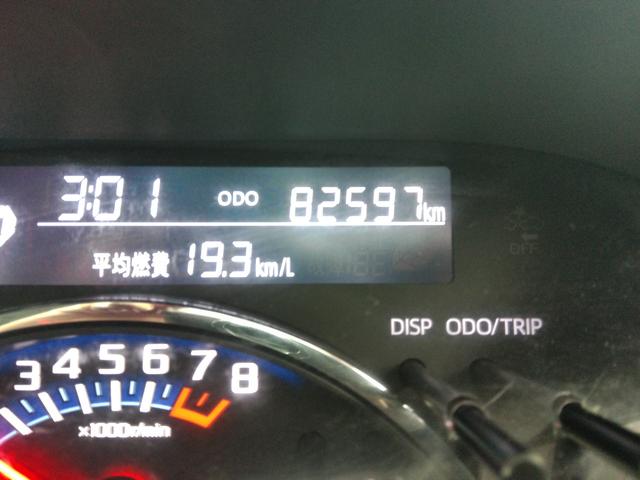 3:01 ODO 82597km
平均燃費 19.3km/L
OFF
DISP ODO/TRIP
3 4 5 6 7 8
×1000r/min